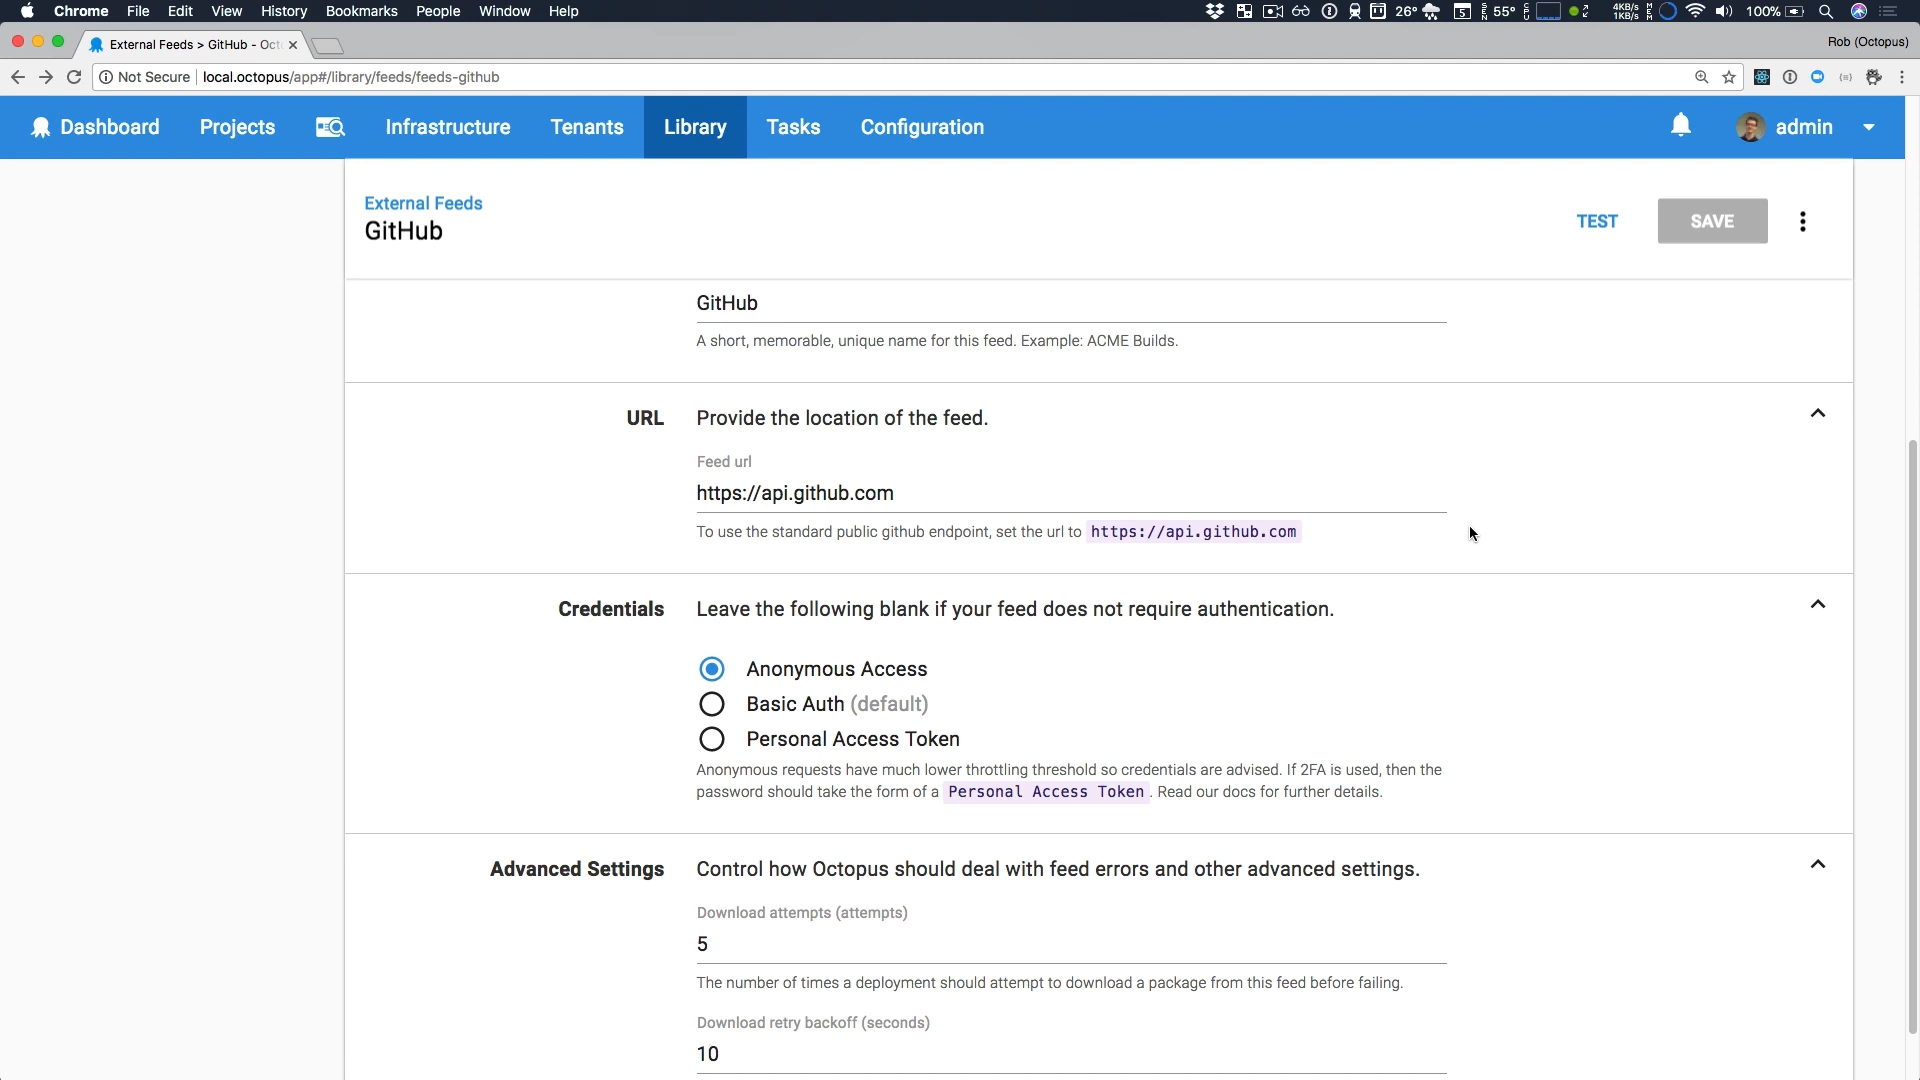 Chrome File Edit View History Bookmarks People Window Help 26° 5 55° 4KB/s 1KB/s 100%
External Feeds > GitHub - Oct Rob (Octopus)
Not Secure local.octopus/app#/library/feeds/feeds-github
Dashboard Projects Infrastructure Tenants Library Tasks Configuration admin
External Feeds
GitHub
TEST SAVE
GitHub
A short, memorable, unique name for this feed. Example: ACME Builds.
URL Provide the location of the feed.
Feed url
https://api.github.com
To use the standard public github endpoint, set the url to https://api.github.com
Credentials Leave the following blank if your feed does not require authentication.
Anonymous Access
Basic Auth (default)
Personal Access Token
Anonymous requests have much lower throttling threshold so credentials are advised. If 2FA is used, then the
password should take the form of a Personal Access Token. Read our docs for further details.
Advanced Settings Control how Octopus should deal with feed errors and other advanced settings.
Download attempts (attempts)
5
The number of times a deployment should attempt to download a package from this feed before failing.
Download retry backoff (seconds)
10